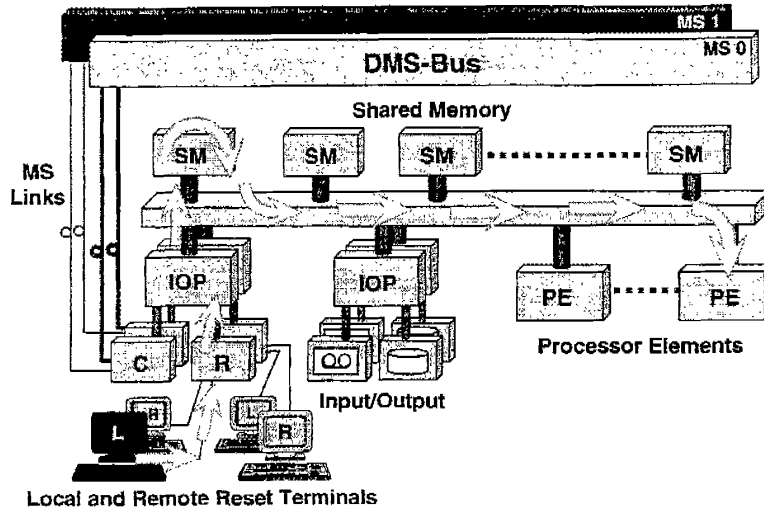 MS 1
MS 0
DMS-Bus
Shared Memory
SM
SM
SM
SM
MS
Links
IOP
IOP
PE
PE
C
R
Processor Elements
Input/Output
L
R
L
R
Local and Remote Reset Terminals